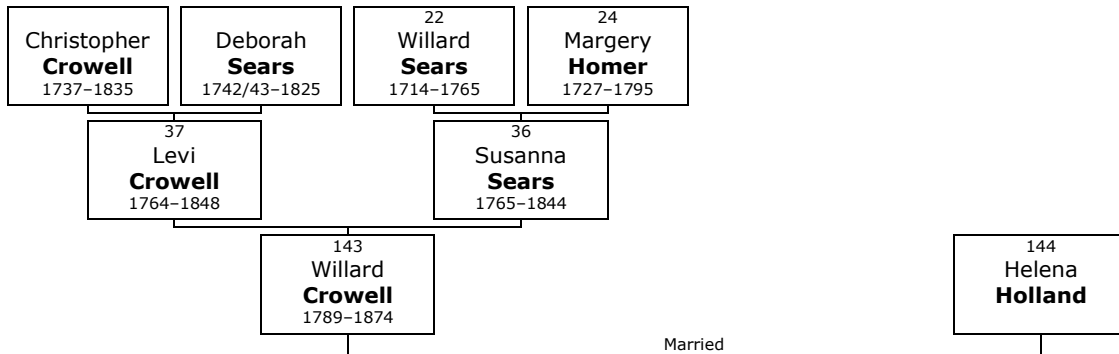 Christopher
Crowell
1737–1835
Deborah
Sears
1742/43–1825
22
Willard
Sears
1714–1765
24
Margery
Homer
1727–1795
37
Levi
Crowell
1764–1848
36
Susanna
Sears
1765–1844
143
Willard
Crowell
1789–1874
144
Helena
Holland
Married